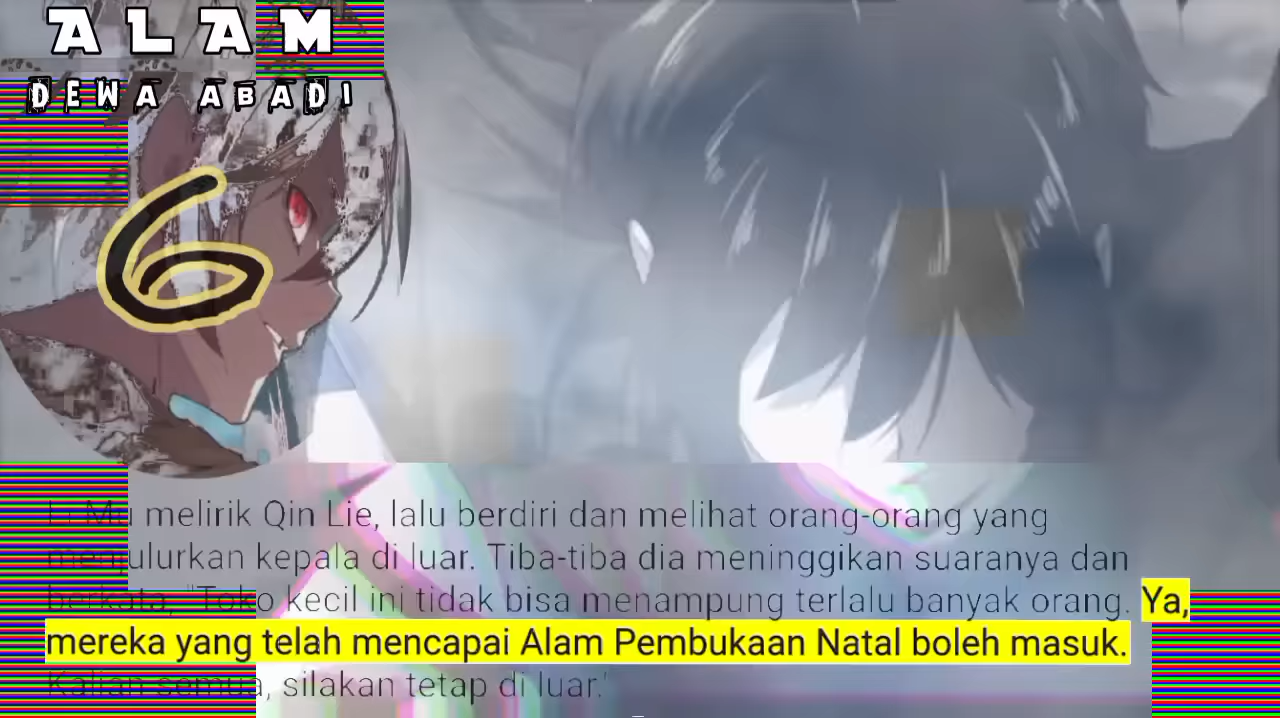 ALAM
DEWA ABADI
6
Li Mu melirik Qin Lie, lalu berdiri dan melihat orang-orang yang
menjulurkan kepala di luar. Tiba-tiba dia meninggikan suaranya dan
berkata, "Toko kecil ini tidak bisa menampung terlalu banyak orang. Ya,
mereka yang telah mencapai Alam Pembukaan Natal boleh masuk.
Kalian semua, silakan tetap di luar."